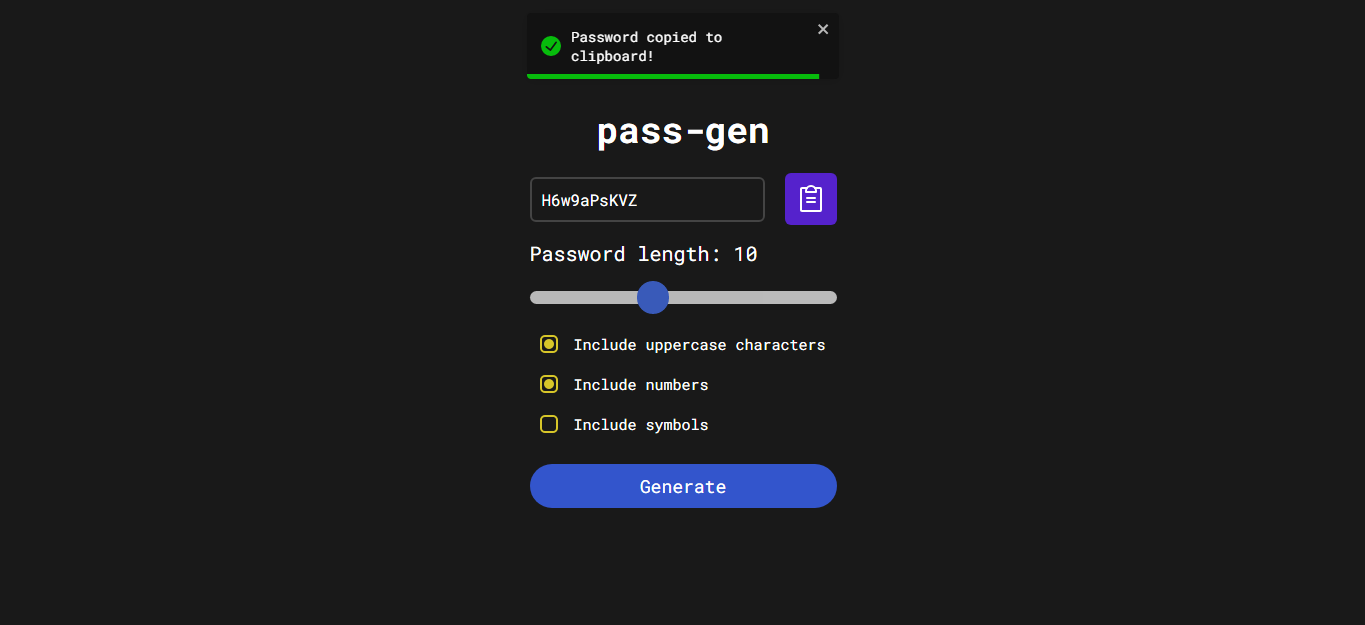 Password copied to
clipboard!
pass-gen
H6w9aPsKVZ
Password length: 10
Include uppercase characters
Include numbers
Include symbols
Generate